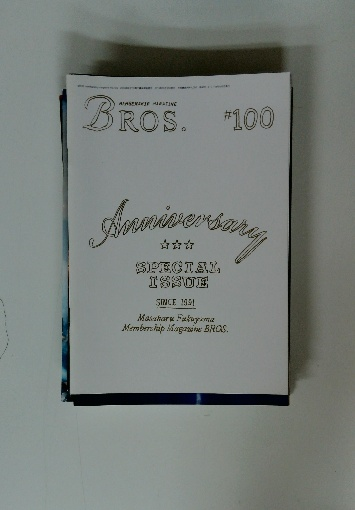 MEMBERSHIP MAGAZINE
BROS.
#100
Anniversary
☆☆☆
SPECIAL
ISSUE
SINCE 1991
Masaharu Fukuyama
Membership Magazine BROS.